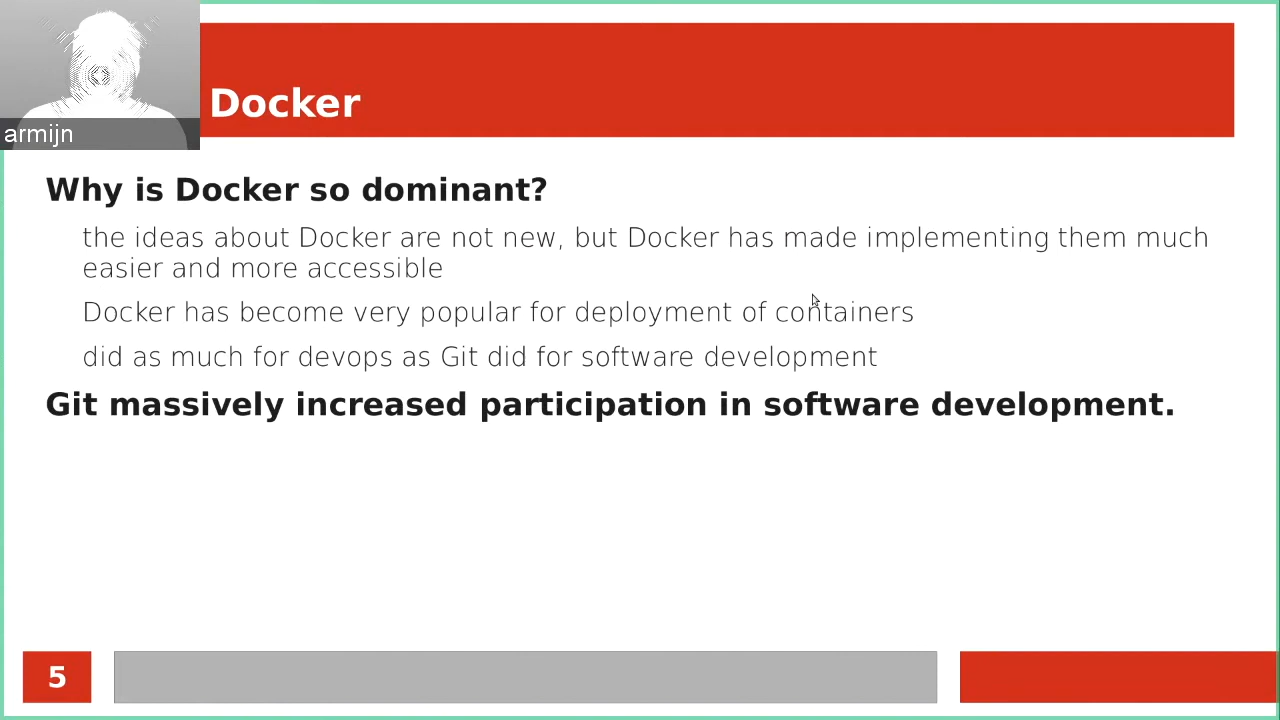 armijn
Docker
Why is Docker so dominant?
the ideas about Docker are not new, but Docker has made implementing them much
easier and more accessible
Docker has become very popular for deployment of containers
did as much for devops as Git did for software development
Git massively increased participation in software development.
5